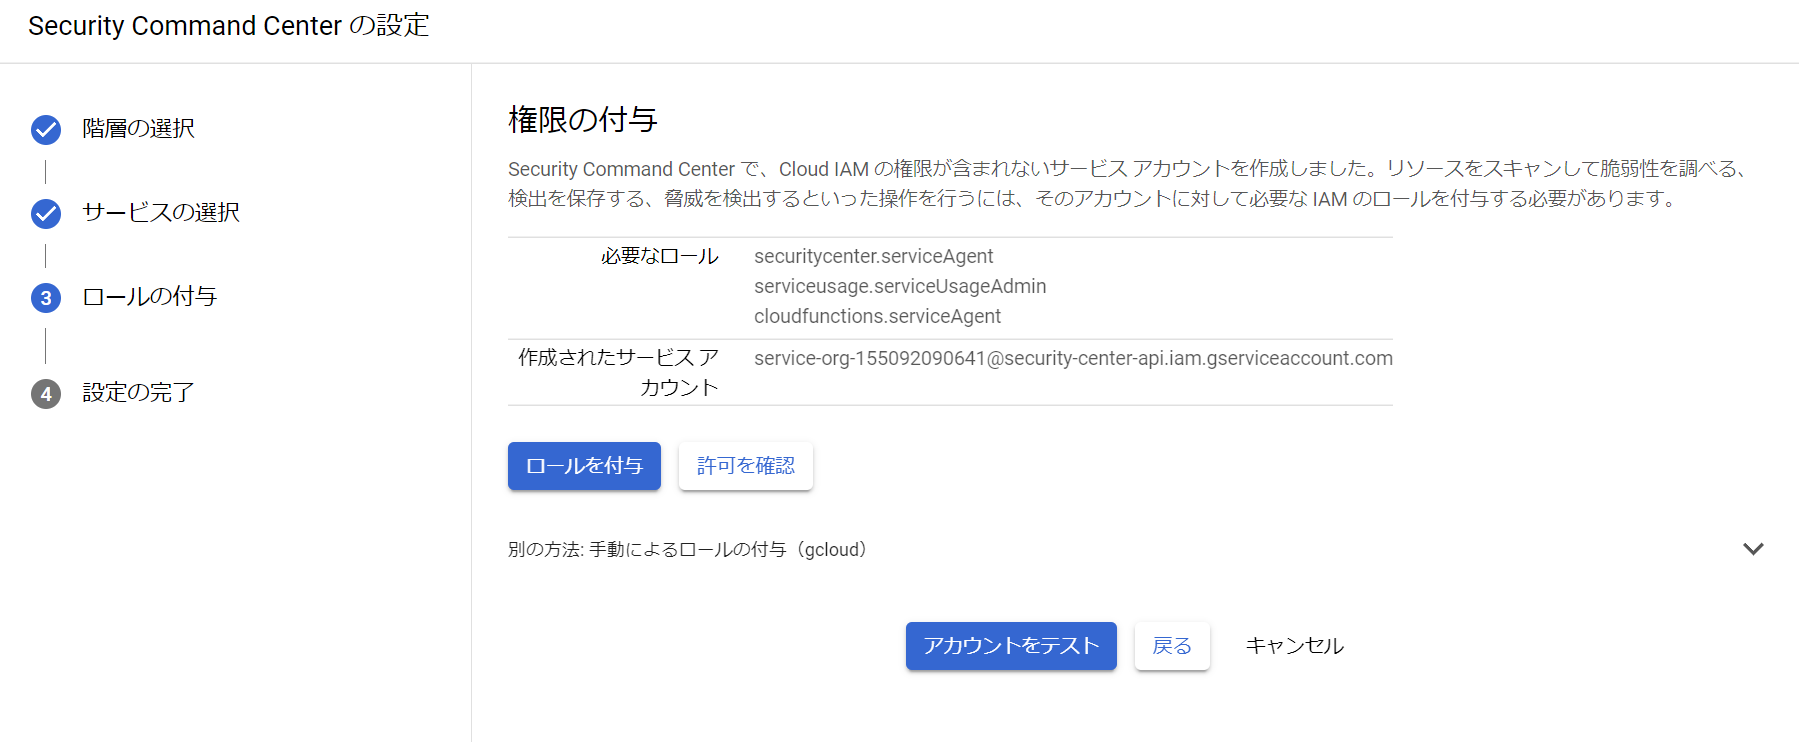 Security Command Center の設定
階層の選択
サービスの選択
3 ロールの付与
4 設定の完了
権限の付与
Security Command Center で、Cloud IAM の権限が含まれないサービス アカウントを作成しました。リソースをスキャンして脆弱性を調べる、
検出を保存する、脅威を検出するといった操作を行うには、そのアカウントに対して必要な IAM のロールを付与する必要があります。
必要なロール securitycenter.serviceAgent
serviceusage.serviceUsageAdmin
cloudfunctions.serviceAgent
作成されたサービス ア service-org-155092090641@security-center-api.iam.gserviceaccount.com
カウント
ロールを付与 許可を確認
別の方法: 手動によるロールの付与（gcloud）
アカウントをテスト 戻る キャンセル